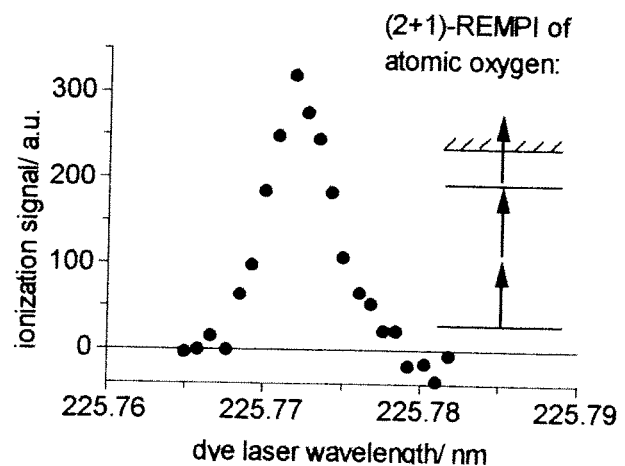 (2+1)-REMPI of
atomic oxygen:
ionization signal/ a.u.
300
200
100
0
225.76 225.77 225.78 225.79
dye laser wavelength/ nm